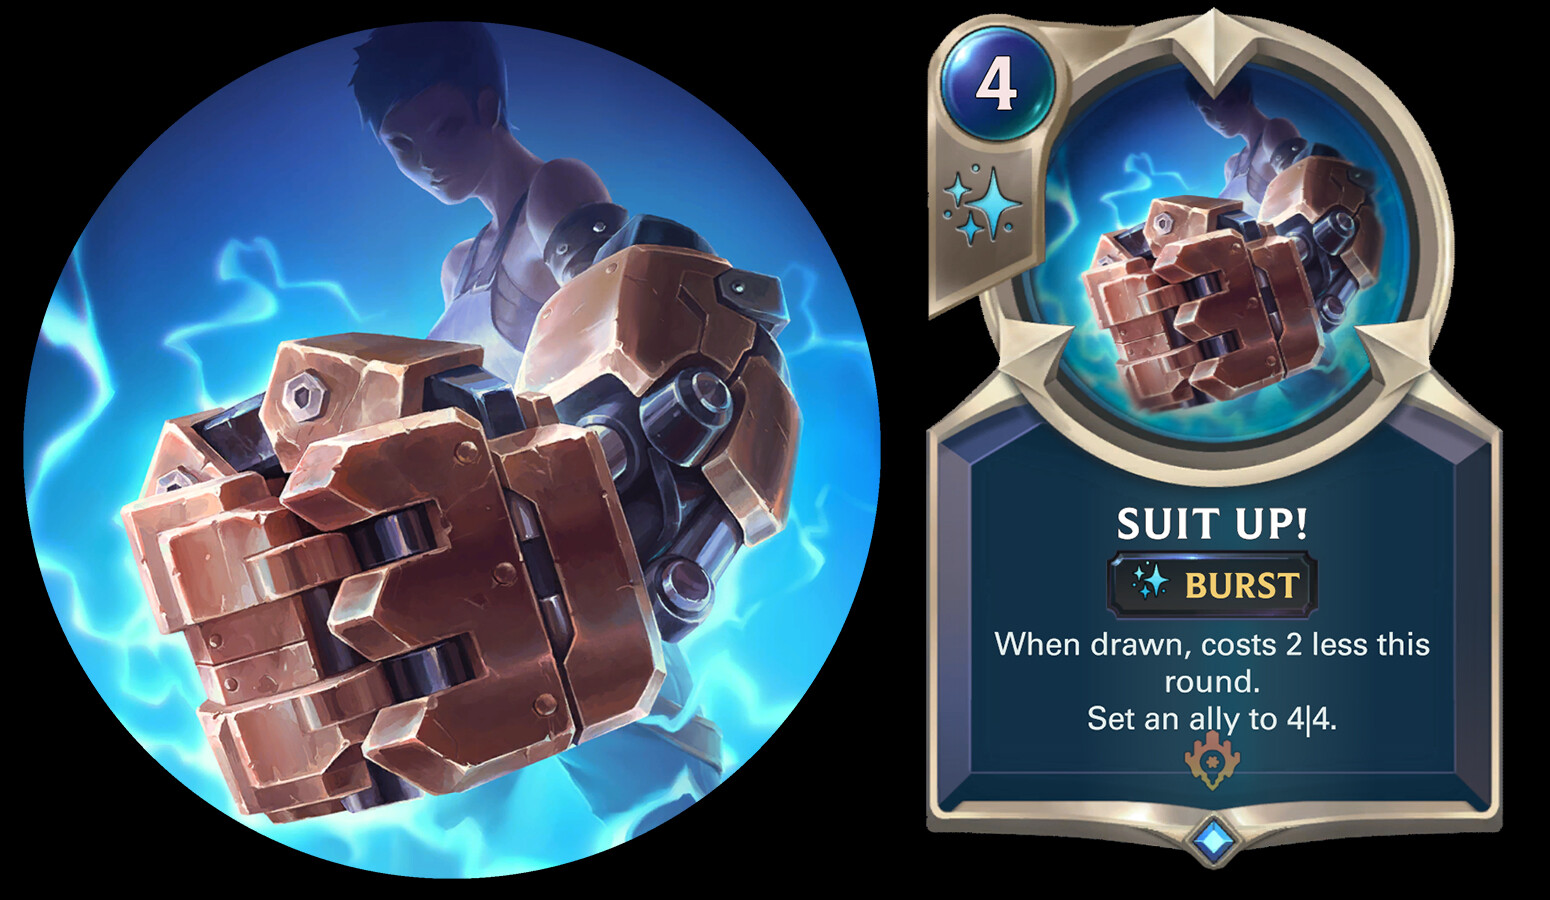 4
SUIT UP!
BURST
When drawn, costs 2 less this
round.
Set an ally to 4|4.